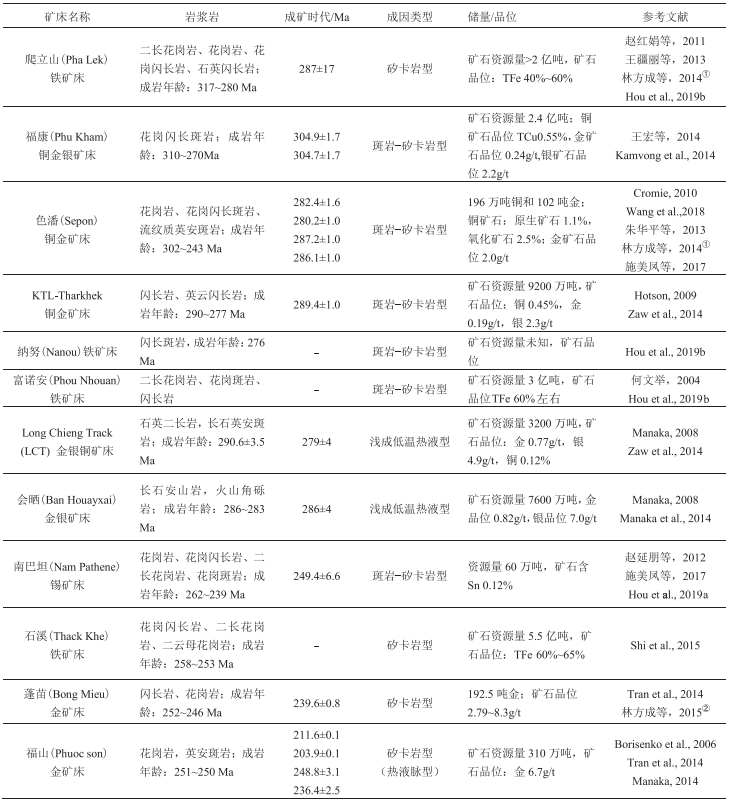 矿床名称 岩浆岩 成矿时代/Ma 成因类型 储量/品位 参考文献
爬立山(Pha Lek)
铁矿床
二长花岗岩、花岗岩、花
岗闪长岩、石英闪长岩；
成岩年龄：317~280 Ma
287±17
矽卡岩型
矿石资源量>2 亿吨，矿石
品位：TFe 40%~60%
赵红娟等，2011
王疆丽等，2013
林方成等，2014①
Hou et al., 2019b
福康(Phu Kham)
铜金银矿床
花岗闪长斑岩；成岩年
龄：310~270Ma
304.9±1.7
304.7±1.7
斑岩−矽卡岩型
矿石资源量 2.4 亿吨；铜
矿石品位 TCu0.55%,金矿
石品位 0.24g/t,银矿石品
位 2.2g/t
王宏等，2014
Kamvong et al., 2014
色潘(Sepon)
铜金矿床
花岗岩、花岗闪长斑岩、
流纹质英安斑岩；成岩年
龄：302~243 Ma
282.4±1.6
280.2±1.0
287.2±1.0
286.1±1.0
斑岩−矽卡岩型
196 万吨铜和 102 吨金；
铜矿石：原生矿石 1.1%，
氧化矿石 2.5%；金矿石品
位 2.0g/t
Cromie, 2010
Wang et al.,2018
朱华平等，2013
林方成等，2014①
施美凤等，2017
KTL-Tharkhek
铜金矿床
闪长岩、英云闪长岩；成
岩年龄：290~277 Ma
289.4±1.0
斑岩−矽卡岩型
矿石资源量 9200 万吨，矿
石品位：铜 0.45%，金
0.19g/t，银 2.3g/t
Hotson, 2009
Zaw et al., 2014
纳努(Nanou)铁矿床
闪长斑岩，成岩年龄：276
Ma
–
斑岩−矽卡岩型
矿石资源量未知，矿石品
位
Hou et al., 2019b
富诺安(Phou Nhouan)
铁矿床
二长花岗岩、花岗斑岩、
闪长岩
–
斑岩−矽卡岩型
矿石资源量 3 亿吨，矿石
品位TFe 60%左右
何文举，2004
Hou et al., 2019b
Long Chieng Track
(LCT) 金银铜矿床
石英二长岩，长石英安斑
岩；成岩年龄：290.6±3.5
Ma
279±4
浅成低温热液型
矿石资源量 3200 万吨，矿
石品位：金 0.77g/t，银
4.9g/t，铜 0.12%
Manaka, 2008
Zaw et al., 2014
会晒(Ban Houayxai)
金银矿床
长石安山岩，火山角砾
岩；成岩年龄：286~283
Ma
286±4
浅成低温热液型
矿石资源量 7600 万吨，金
品位 0.82g/t，银品位 7.0g/t
Manaka, 2008
Manaka et al., 2014
南巴坦(Nam Pathene)
锡矿床
花岗岩、花岗闪长岩、二
长花岗岩、花岗斑岩；成
岩年龄：262~239 Ma
249.4±6.6
斑岩−矽卡岩型
资源量 60 万吨，矿石含
Sn 0.12%
赵延朋等，2012
施美凤等，2017
Hou et al., 2019a
石溪(Thack Khe)
铁矿床
花岗闪长岩、二长花岗
岩、二云母花岗岩；成岩
年龄：258~253 Ma
–
矽卡岩型
矿石资源量 5.5 亿吨，矿
石品位：TFe 60%~65%
Shi et al., 2015
蓬苗(Bong Mieu)
金矿床
闪长岩、花岗岩；成岩年
龄：252~246 Ma
239.6±0.8
矽卡岩型
192.5 吨金；矿石品位
2.79~8.3g/t
Tran et al., 2014
林方成等，2015②
福山(Phuoc son)
金矿床
花岗岩，英安斑岩；成岩
年龄：251~250 Ma
211.6±0.1
203.9±0.1
248.8±3.1
236.4±2.5
矽卡岩型
（热液脉型）
矿石资源量 310 万吨，矿
石品位：金 6.7g/t
Borisenko et al., 2006
Tran et al., 2014
Manaka, 2014